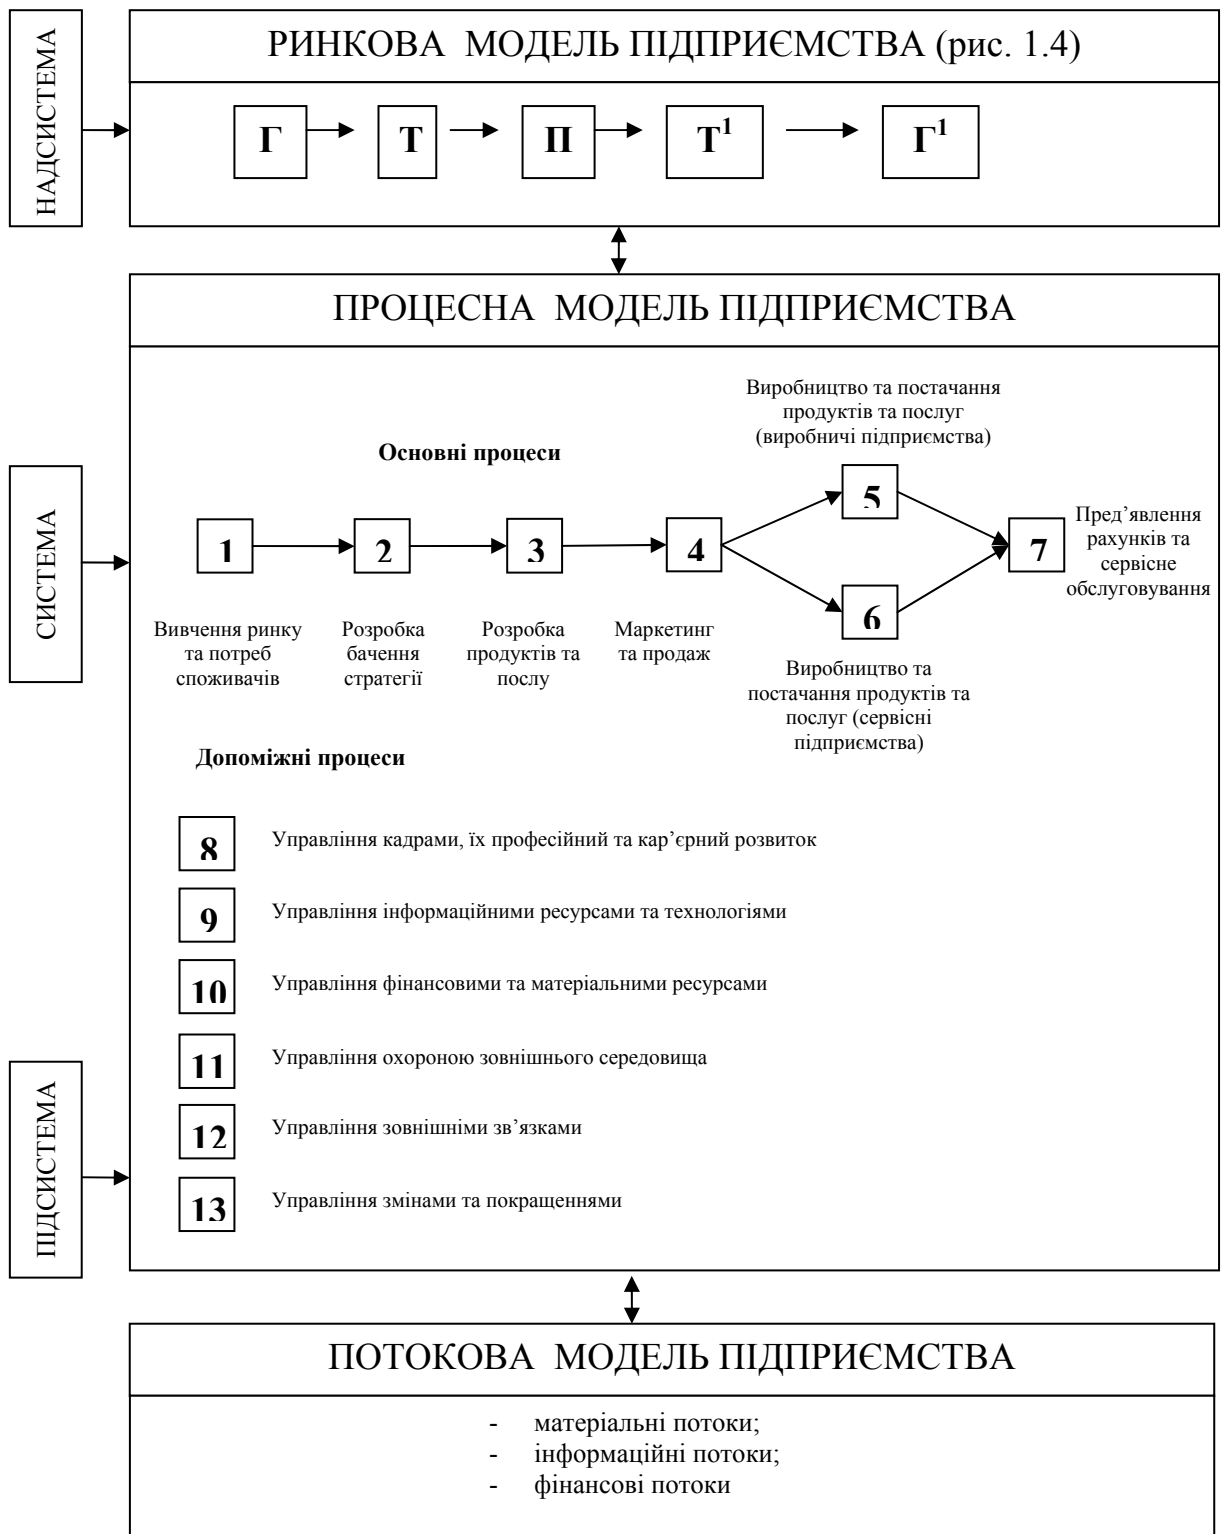 НАДСИСТЕМА
РИНКОВА МОДЕЛЬ ПІДПРИЄМСТВА (рис. 1.4)
Г Т П Т¹ Г¹
СИСТЕМА
ПРОЦЕСНА МОДЕЛЬ ПІДПРИЄМСТВА
Основні процеси
1
Вивчення ринку
та потреб
споживачів
2
Розробка
бачення
стратегії
3
Розробка
продуктів та
послу
4
Маркетинг
та продаж
Виробництво та постачання
продуктів та послуг
(виробничі підприємства)
5
6
Виробництво та
постачання продуктів та
послуг (сервісні
підприємства)
7
Пред’явлення
рахунків та
сервісне
обслуговування
Допоміжні процеси
8 Управління кадрами, їх професійний та кар’єрний розвиток
9 Управління інформаційними ресурсами та технологіями
10 Управління фінансовими та матеріальними ресурсами
11 Управління охороною зовнішнього середовища
12 Управління зовнішніми зв’язками
13 Управління змінами та покращеннями
ПІДСИСТЕМА
ПОТОКОВА МОДЕЛЬ ПІДПРИЄМСТВА
- матеріальні потоки;
- інформаційні потоки;
- фінансові потоки